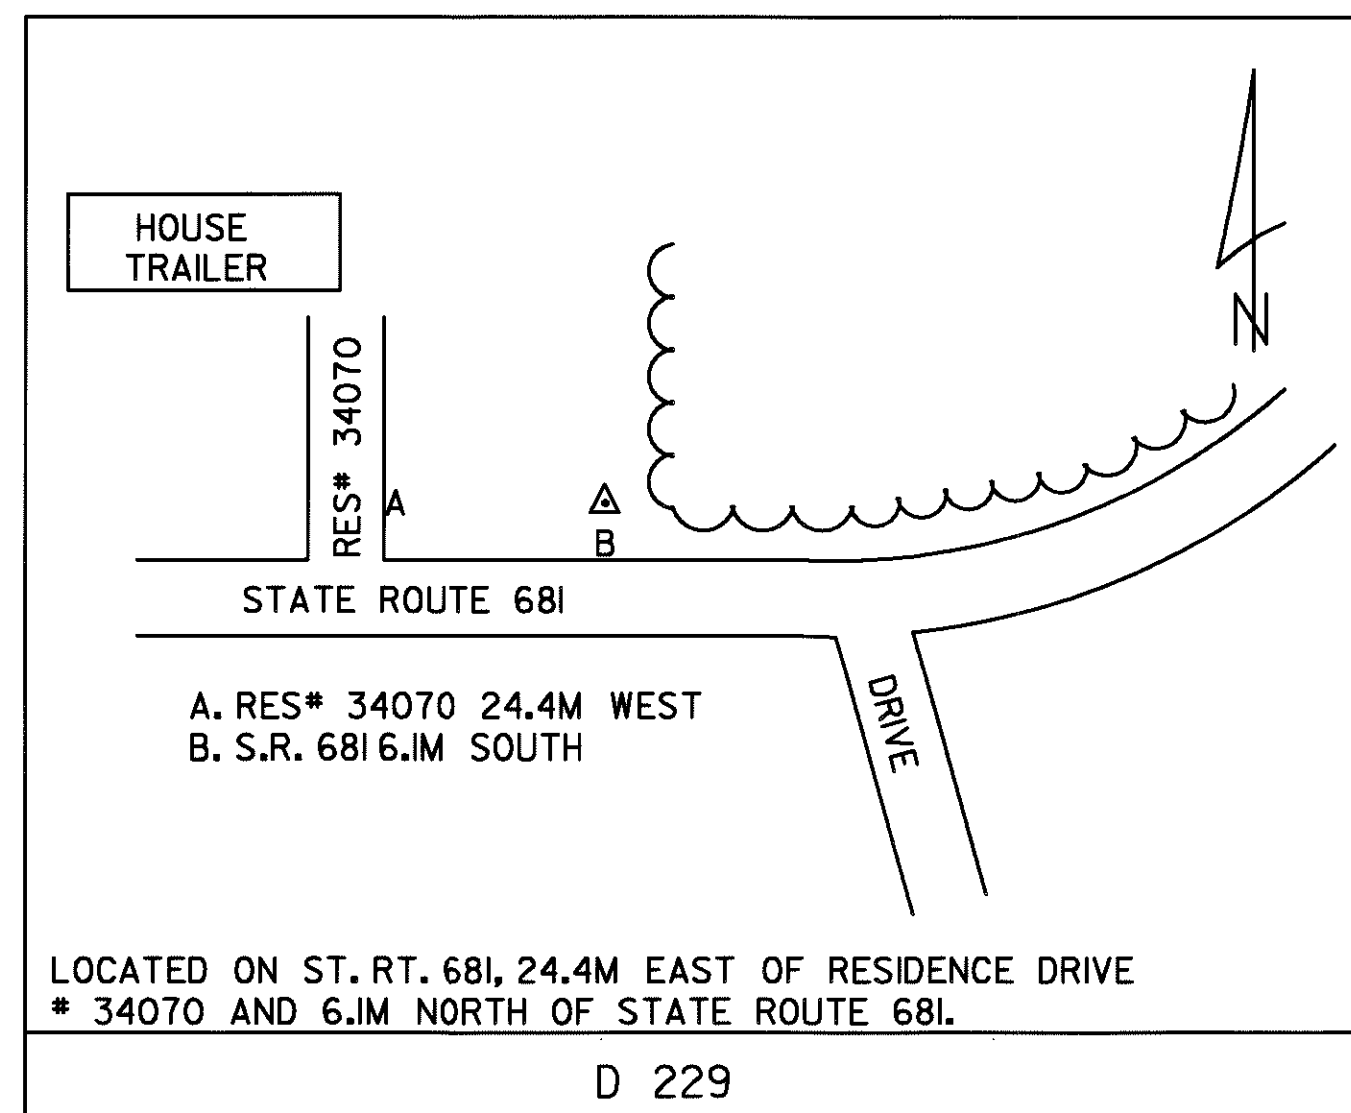 HOUSE
TRAILER
N
RES# 34070
A
B
STATE ROUTE 681
A. RES# 34070 24.4M WEST
B. S.R. 681 6.1M SOUTH
DRIVE
LOCATED ON ST. RT. 681, 24.4M EAST OF RESIDENCE DRIVE
# 34070 AND 6.1M NORTH OF STATE ROUTE 681.
D 229